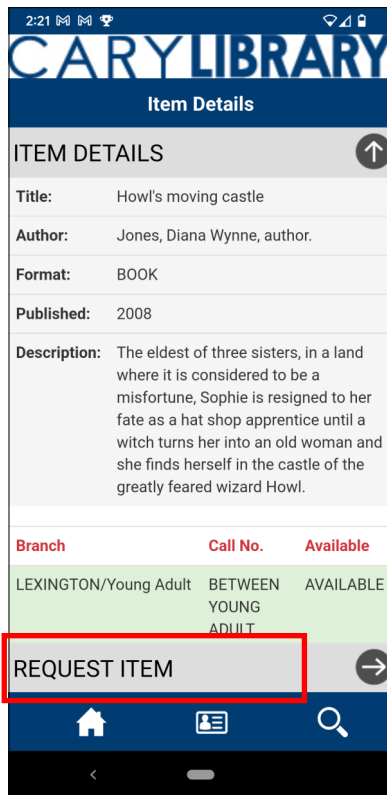 2:21
CARYLIBRARY
Item Details
ITEM DETAILS
Title: Howl's moving castle
Author: Jones, Diana Wynne, author.
Format: BOOK
Published: 2008
Description: The eldest of three sisters, in a land
where it is considered to be a
misfortune, Sophie is resigned to her
fate as a hat shop apprentice until a
witch turns her into an old woman and
she finds herself in the castle of the
greatly feared wizard Howl.
Branch Call No. Available
LEXINGTON/Young Adult BETWEEN AVAILABLE
YOUNG
ADULT
REQUEST ITEM